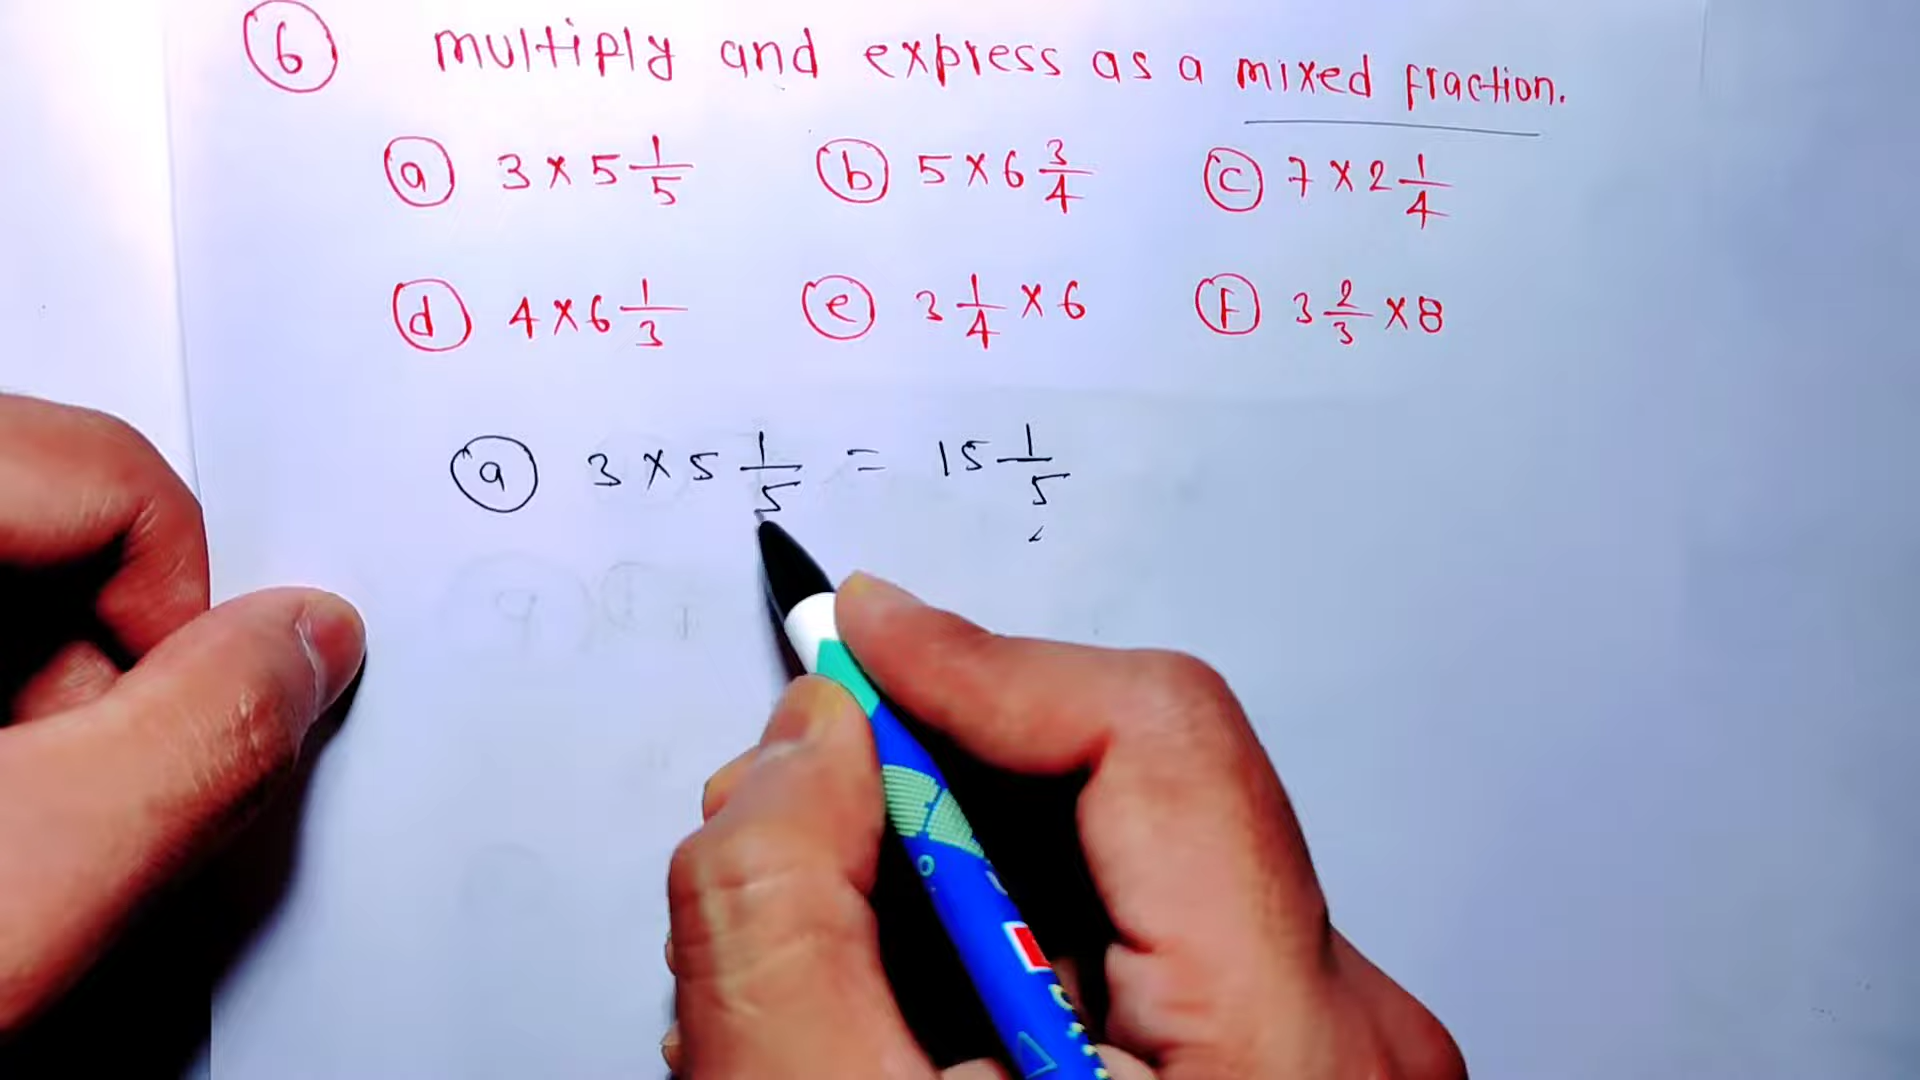 6 multiply and express as a mixed fraction.
a 3 × 5 1/5 b 5 × 6 3/4 c 7 × 2 1/4
d 4 × 6 1/3 e 3 1/4 × 6 f 3 2/3 × 8
a 3 × 5 1/5 = 15 1/5